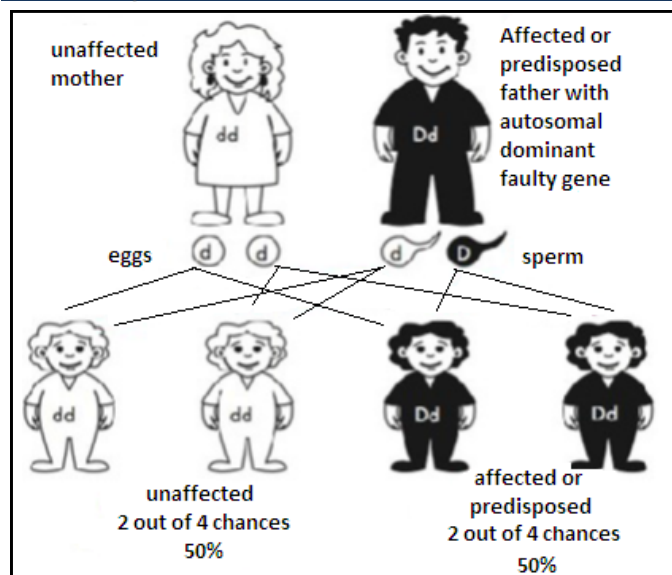 unaffected
mother
Affected or
predisposed
father with
autosomal
dominant
faulty gene
dd
Dd
eggs
d
d
d
D
sperm
dd
dd
Dd
Dd
unaffected
2 out of 4 chances
50%
affected or
predisposed
2 out of 4 chances
50%